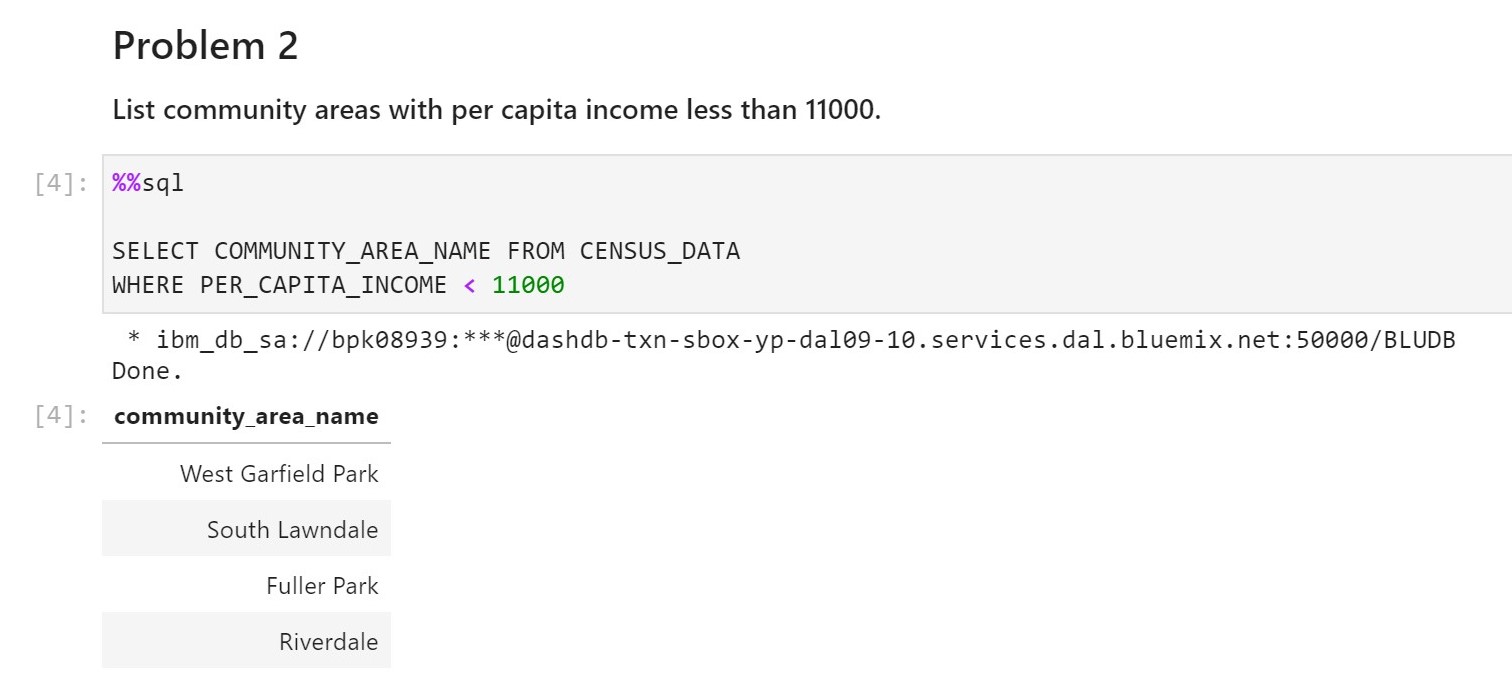 Problem 2
List community areas with per capita income less than 11000.
[4]: %%sql
SELECT COMMUNITY_AREA_NAME FROM CENSUS_DATA
WHERE PER_CAPITA_INCOME < 11000
* ibm_db_sa://bpk08939:***@dashdb-txn-sbox-yp-dal09-10.services.dal.bluemix.net:50000/BLUDB
Done.
[4]: community_area_name
West Garfield Park
South Lawndale
Fuller Park
Riverdale